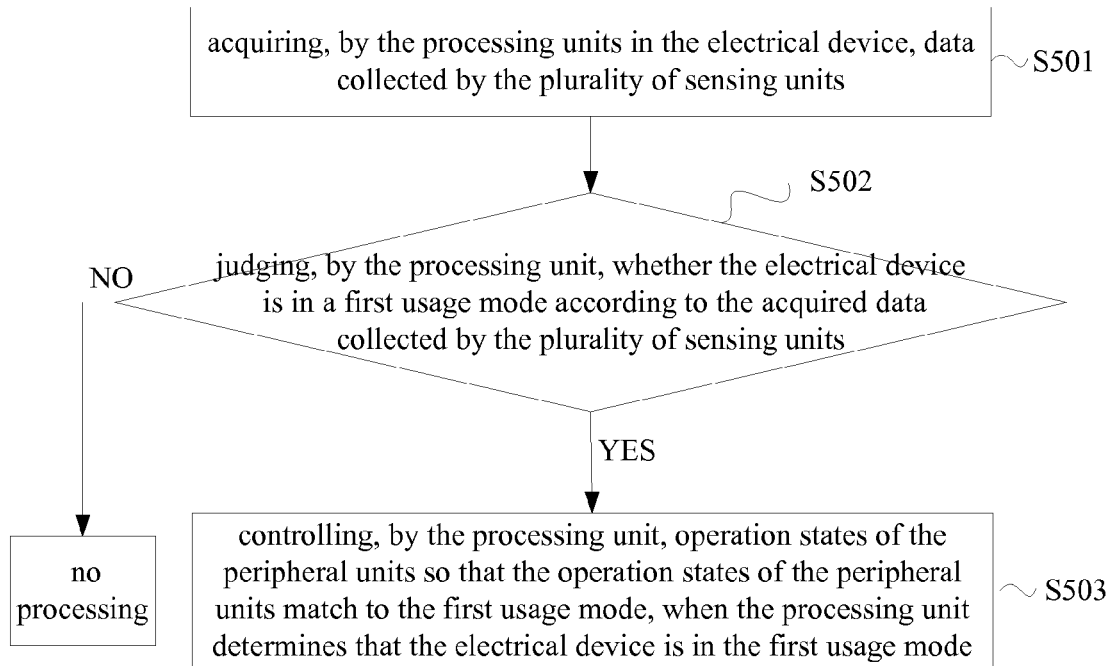 acquiring, by the processing units in the electrical device, data
collected by the plurality of sensing units
S501
S502
judging, by the processing unit, whether the electrical device
is in a first usage mode according to the acquired data
collected by the plurality of sensing units
NO
YES
no
processing
controlling, by the processing unit, operation states of the
peripheral units so that the operation states of the peripheral
units match to the first usage mode, when the processing unit
determines that the electrical device is in the first usage mode
S503